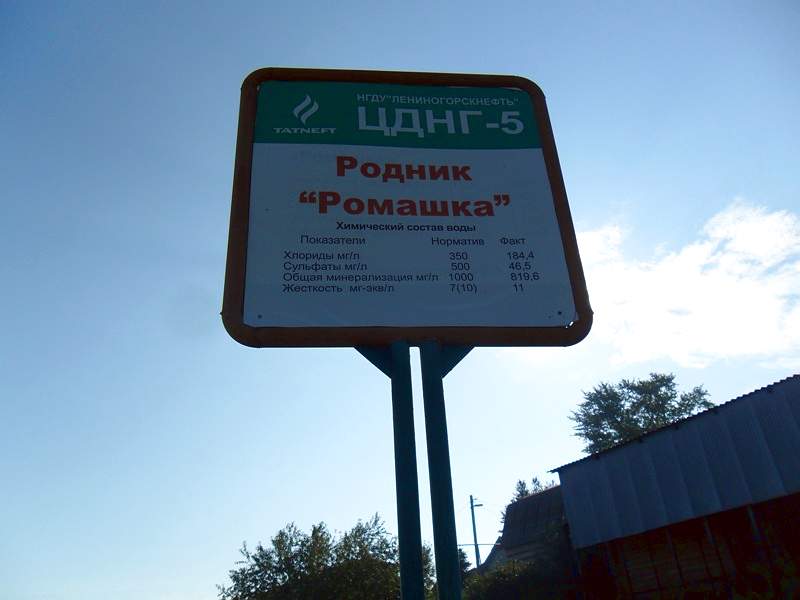 TATNEFT
НГДУ"ЛЕНИНОГОРСКНЕФТЬ"
ЦДНГ-5
Родник
“Ромашка”
Химический состав воды
Показатели Норматив Факт
Хлориды мг/л 350 184,4
Сульфаты мг/л 500 46,5
Общая минерализация мг/л 1000 819,6
Жесткость мг-экв/л 7(10) 11